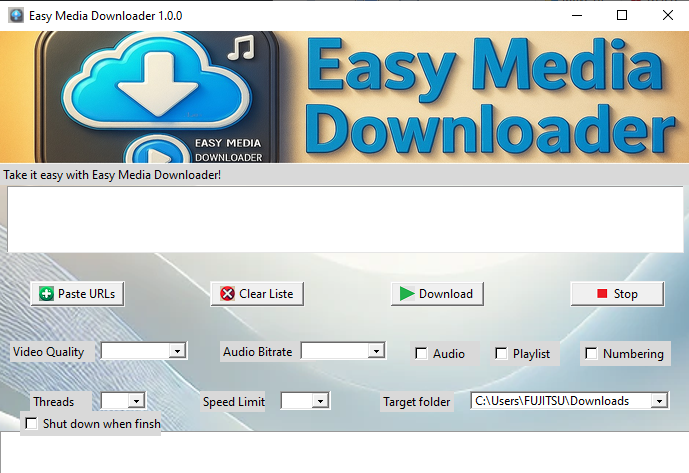 Easy Media Downloader 1.0.0
Easy Media
Downloader
EASY MEDIA
DOWNLOADER
Take it easy with Easy Media Downloader!
Paste URLs
Clear Liste
Download
Stop
Video Quality
Audio Bitrate
Audio
Playlist
Numbering
Threads
Speed Limit
Target folder
C:\Users\FUJITSU\Downloads
Shut down when finsh